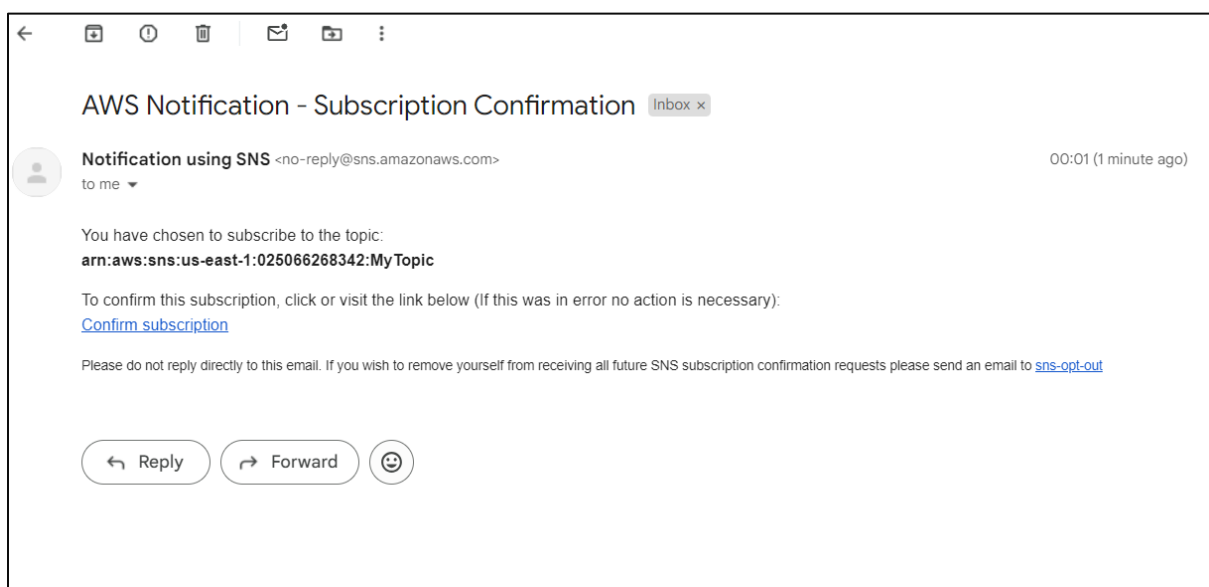 AWS Notification - Subscription Confirmation Inbox ×
Notification using SNS <no-reply@sns.amazonaws.com> 00:01 (1 minute ago)
to me
You have chosen to subscribe to the topic:
arn:aws:sns:us-east-1:025066268342:MyTopic
To confirm this subscription, click or visit the link below (If this was in error no action is necessary):
Confirm subscription
Please do not reply directly to this email. If you wish to remove yourself from receiving all future SNS subscription confirmation requests please send an email to sns-opt-out
Reply Forward